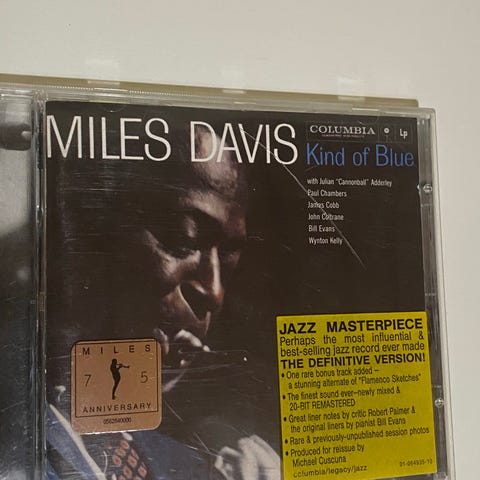 MILES DAVIS
COLUMBIA
Lp
Kind of Blue
with Julian "Cannonball" Adderley
Paul Chambers
James Cobb
John Coltrane
Bill Evans
Wynton Kelly
JAZZ MASTERPIECE
Perhaps the most influential &
best-selling jazz record ever made
THE DEFINITIVE VERSION!
• One rare bonus track added –
a stunning alternate of "Flamenco Sketches"
• The finest sound ever–newly mixed &
20-BIT REMASTERED
• Great liner notes by critic Robert Palmer &
the original liners by pianist Bill Evans
• Rare & previously-unpublished session photos
• Produced for reissue by
Michael Cuscuna
columbia/legacy/jazz
MILES
7 5
ANNIVERSARY